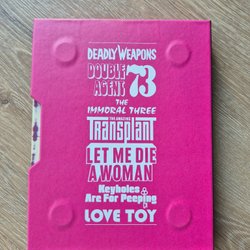 DEADLY WEAPONS
DOUBLE
AGENT 73
THE
IMMORAL THREE
THE AMAZING
Transplant
LET ME DIE
A WOMAN
Keyholes
Are For Peeping
LOVE TOY